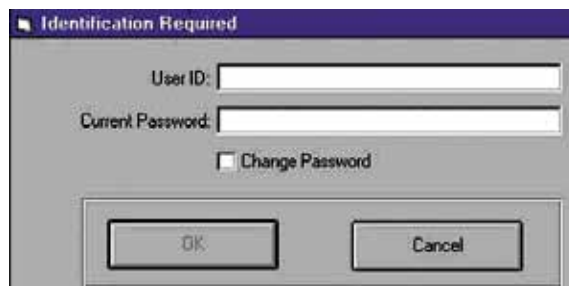 Identification Required
User ID:
Current Password:
Change Password
OK
Cancel